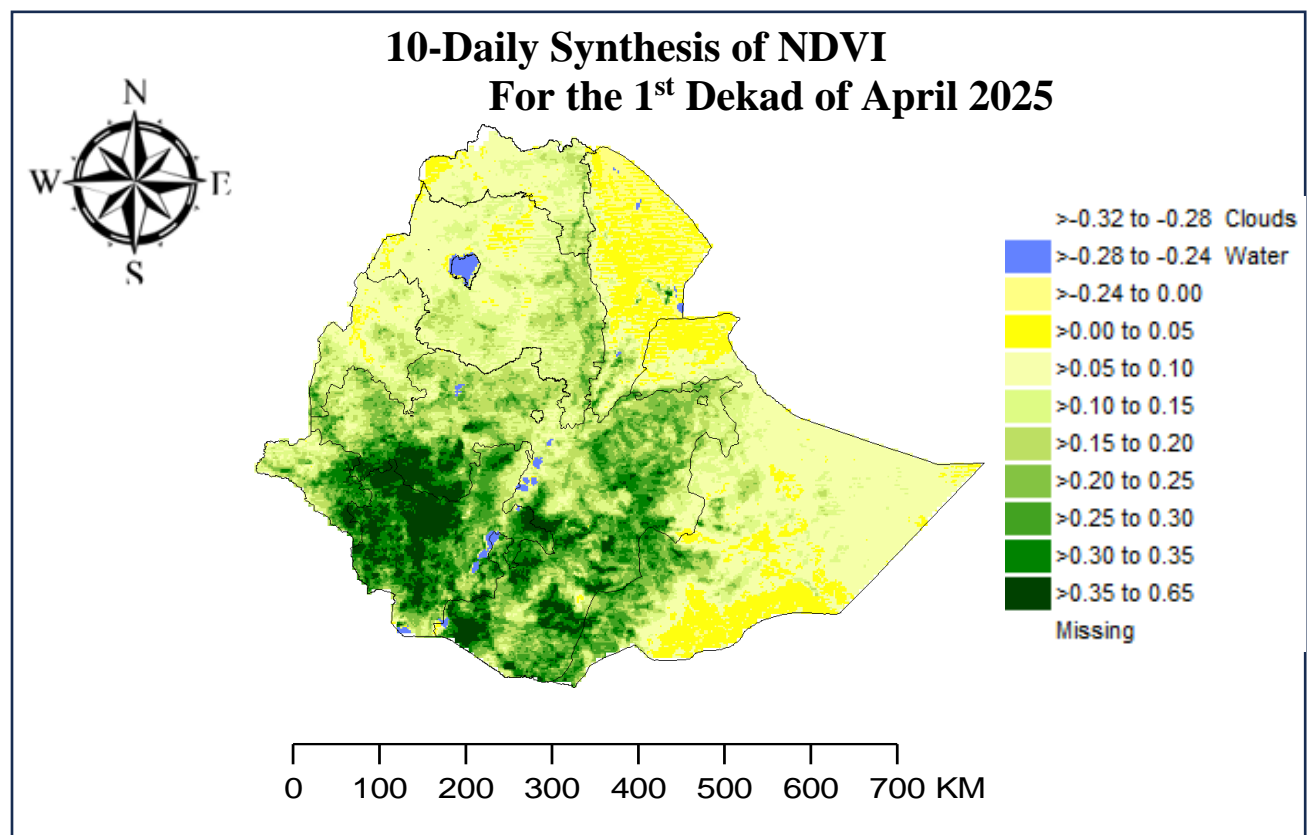 10-Daily Synthesis of NDVI
For the 1st Dekad of April 2025
N
W
E
S
>-0.32 to -0.28 Clouds
>-0.28 to -0.24 Water
>-0.24 to 0.00
>0.00 to 0.05
>0.05 to 0.10
>0.10 to 0.15
>0.15 to 0.20
>0.20 to 0.25
>0.25 to 0.30
>0.30 to 0.35
>0.35 to 0.65
Missing
0 100 200 300 400 500 600 700 KM